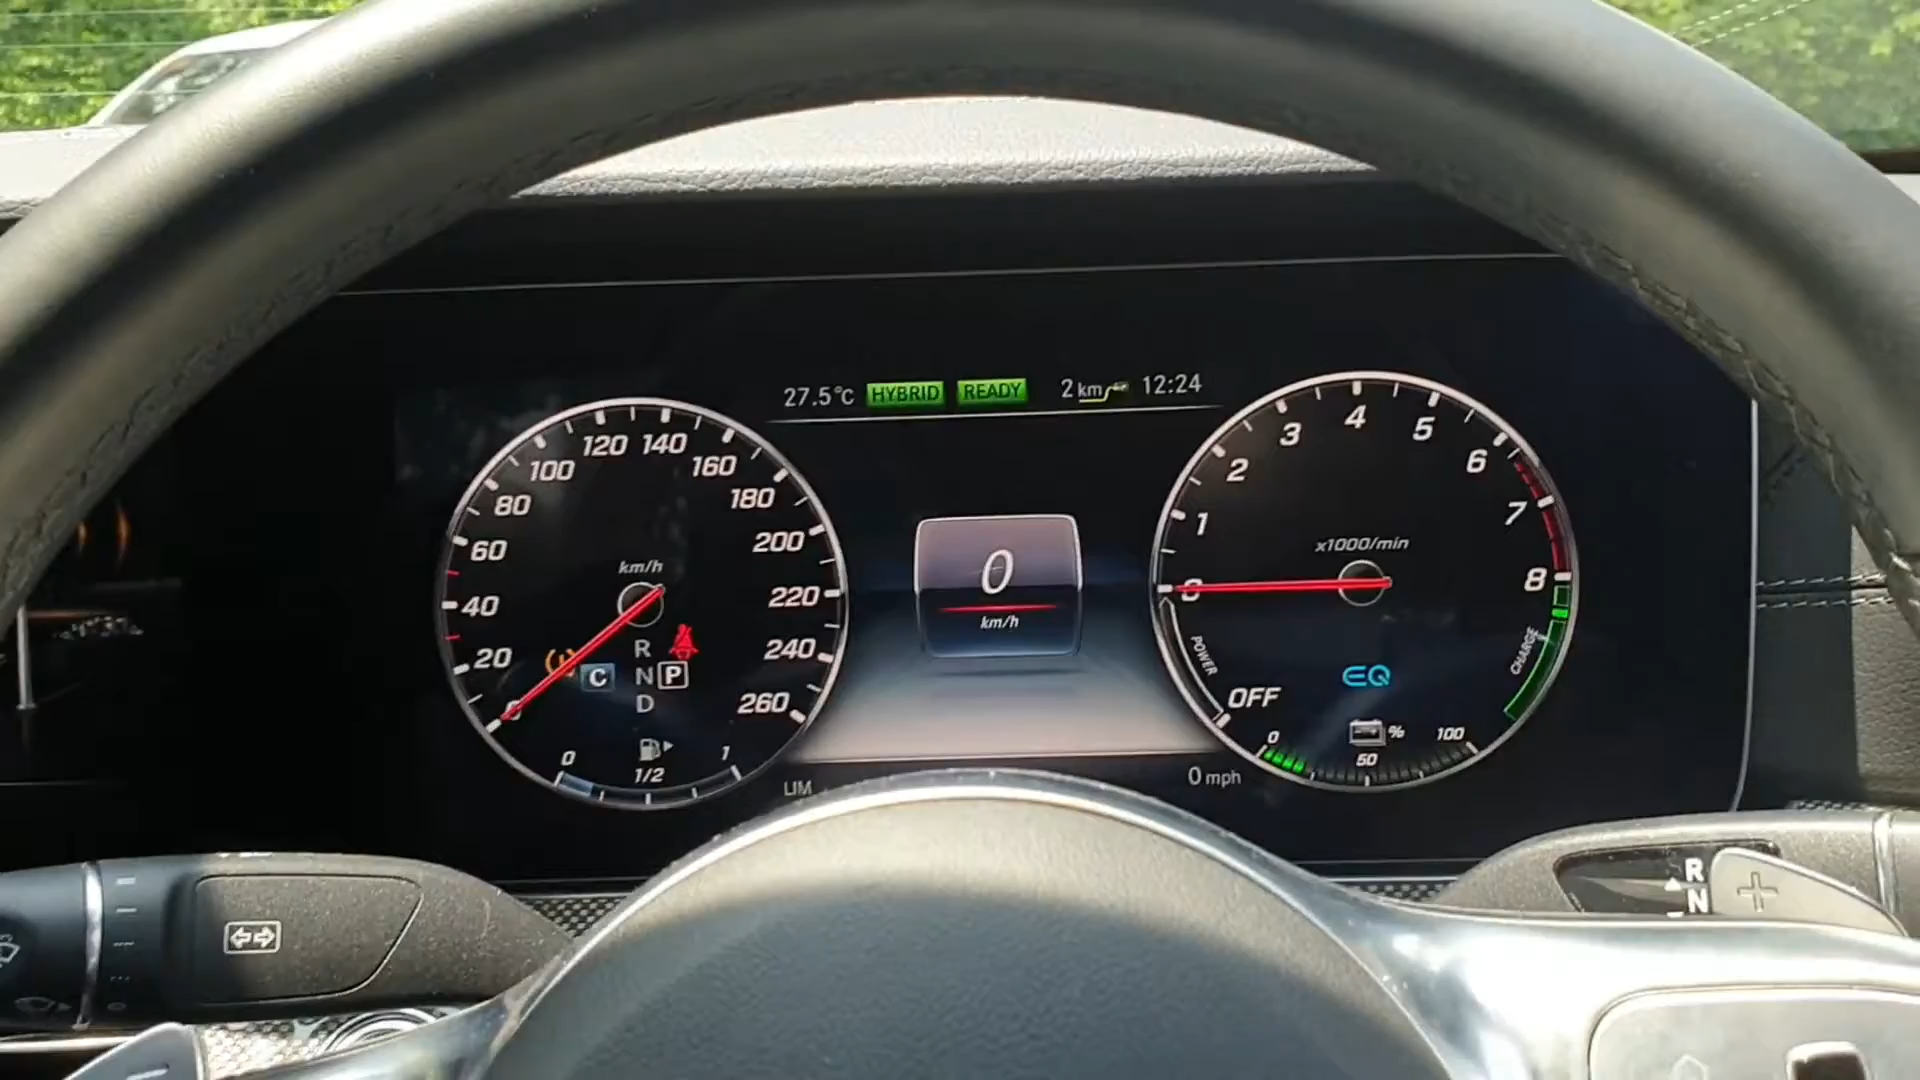 27.5°C HYBRID READY 2 km 12:24
120 140
100 160
80 180
60 200
km/h
40 220
20 240
R
C N P
D
260
0 1/2 1
0
km/h
LIM
0 mph
4
3 5
2 6
1 7
x1000/min
0 8
POWER CHARGE
EQ
OFF
0 % 100
50
R
N